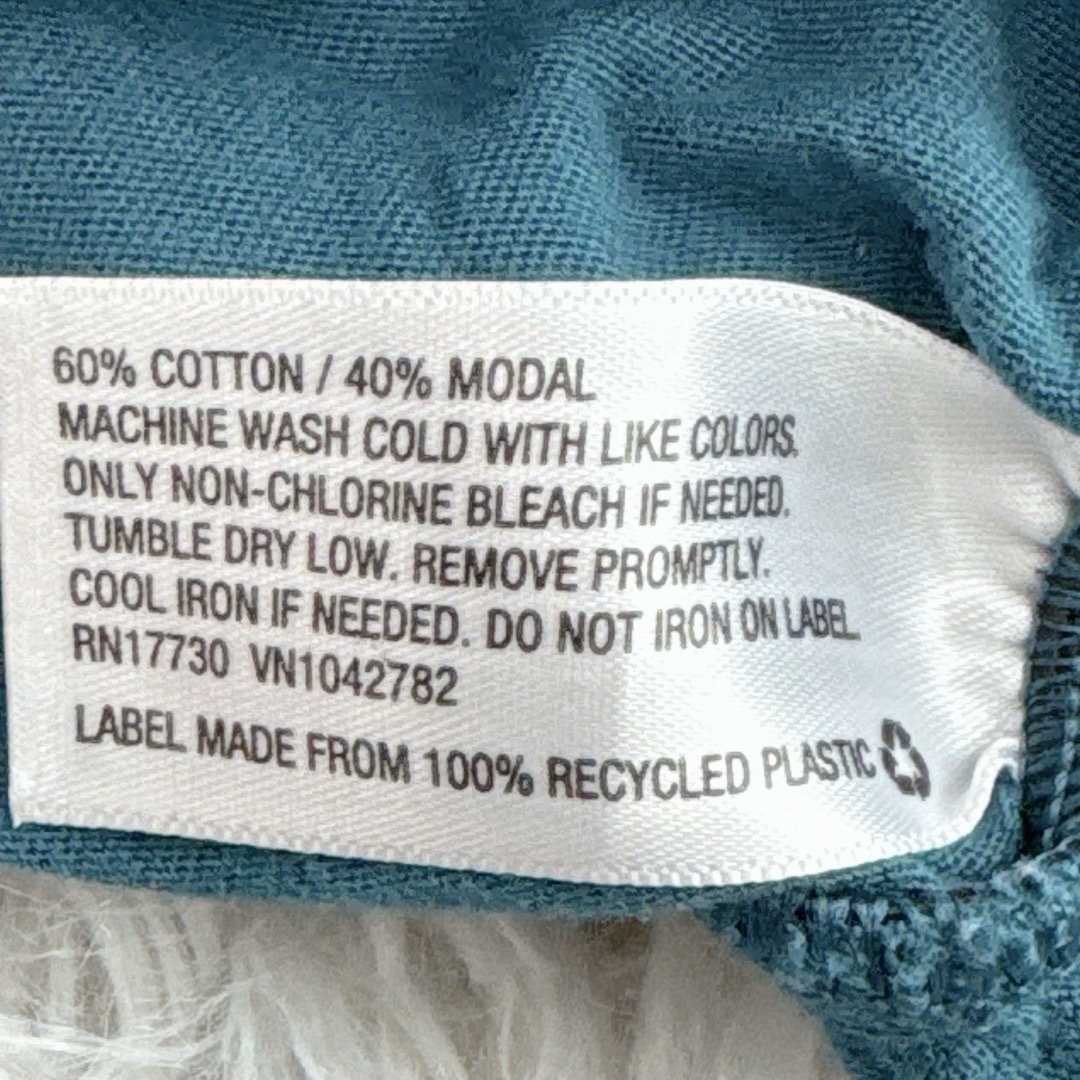 60% COTTON / 40% MODAL
MACHINE WASH COLD WITH LIKE COLORS.
ONLY NON-CHLORINE BLEACH IF NEEDED.
TUMBLE DRY LOW. REMOVE PROMPTLY.
COOL IRON IF NEEDED. DO NOT IRON ON LABEL
RN17730 VN1042782
LABEL MADE FROM 100% RECYCLED PLASTIC